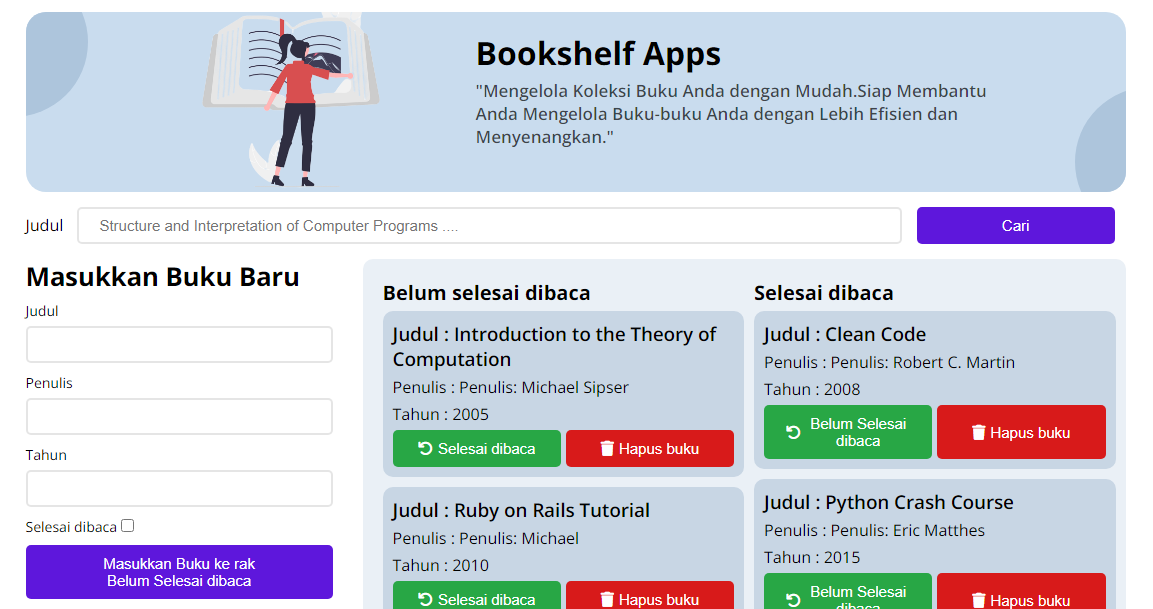 Bookshelf Apps
"Mengelola Koleksi Buku Anda dengan Mudah.Siap Membantu
Anda Mengelola Buku-buku Anda dengan Lebih Efisien dan
Menyenangkan."
Judul
Structure and Interpretation of Computer Programs ....
Cari
Masukkan Buku Baru
Judul
Penulis
Tahun
Selesai dibaca
Masukkan Buku ke rak
Belum Selesai dibaca
Belum selesai dibaca
Judul : Introduction to the Theory of
Computation
Penulis : Penulis: Michael Sipser
Tahun : 2005
Selesai dibaca
Hapus buku
Judul : Ruby on Rails Tutorial
Penulis : Penulis: Michael
Tahun : 2010
Selesai dibaca
Hapus buku
Selesai dibaca
Judul : Clean Code
Penulis : Penulis: Robert C. Martin
Tahun : 2008
Belum Selesai
dibaca
Hapus buku
Judul : Python Crash Course
Penulis : Penulis: Eric Matthes
Tahun : 2015
Belum Selesai
dibaca
Hapus buku